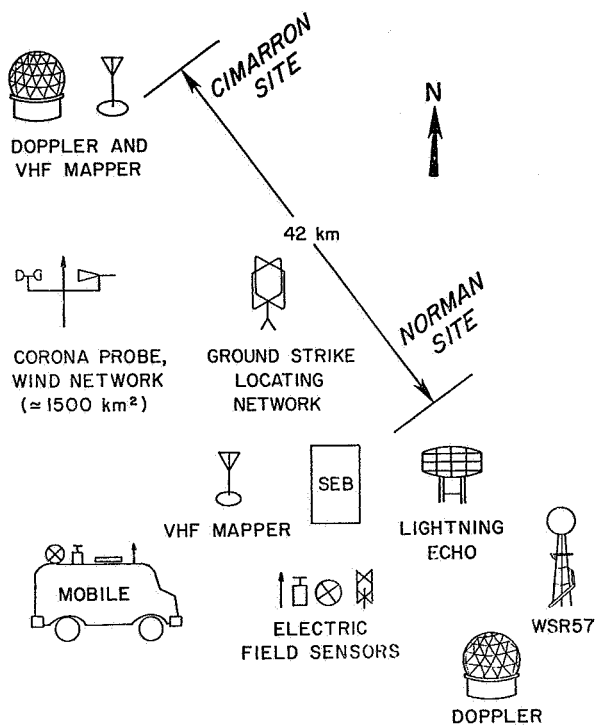 CIMARRON
SITE
N
DOPPLER AND
VHF MAPPER
42 km
NORMAN
SITE
CORONA PROBE,
WIND NETWORK
(≃1500 km²)
GROUND STRIKE
LOCATING
NETWORK
VHF MAPPER
SEB
LIGHTNING
ECHO
MOBILE
ELECTRIC
FIELD SENSORS
WSR57
DOPPLER